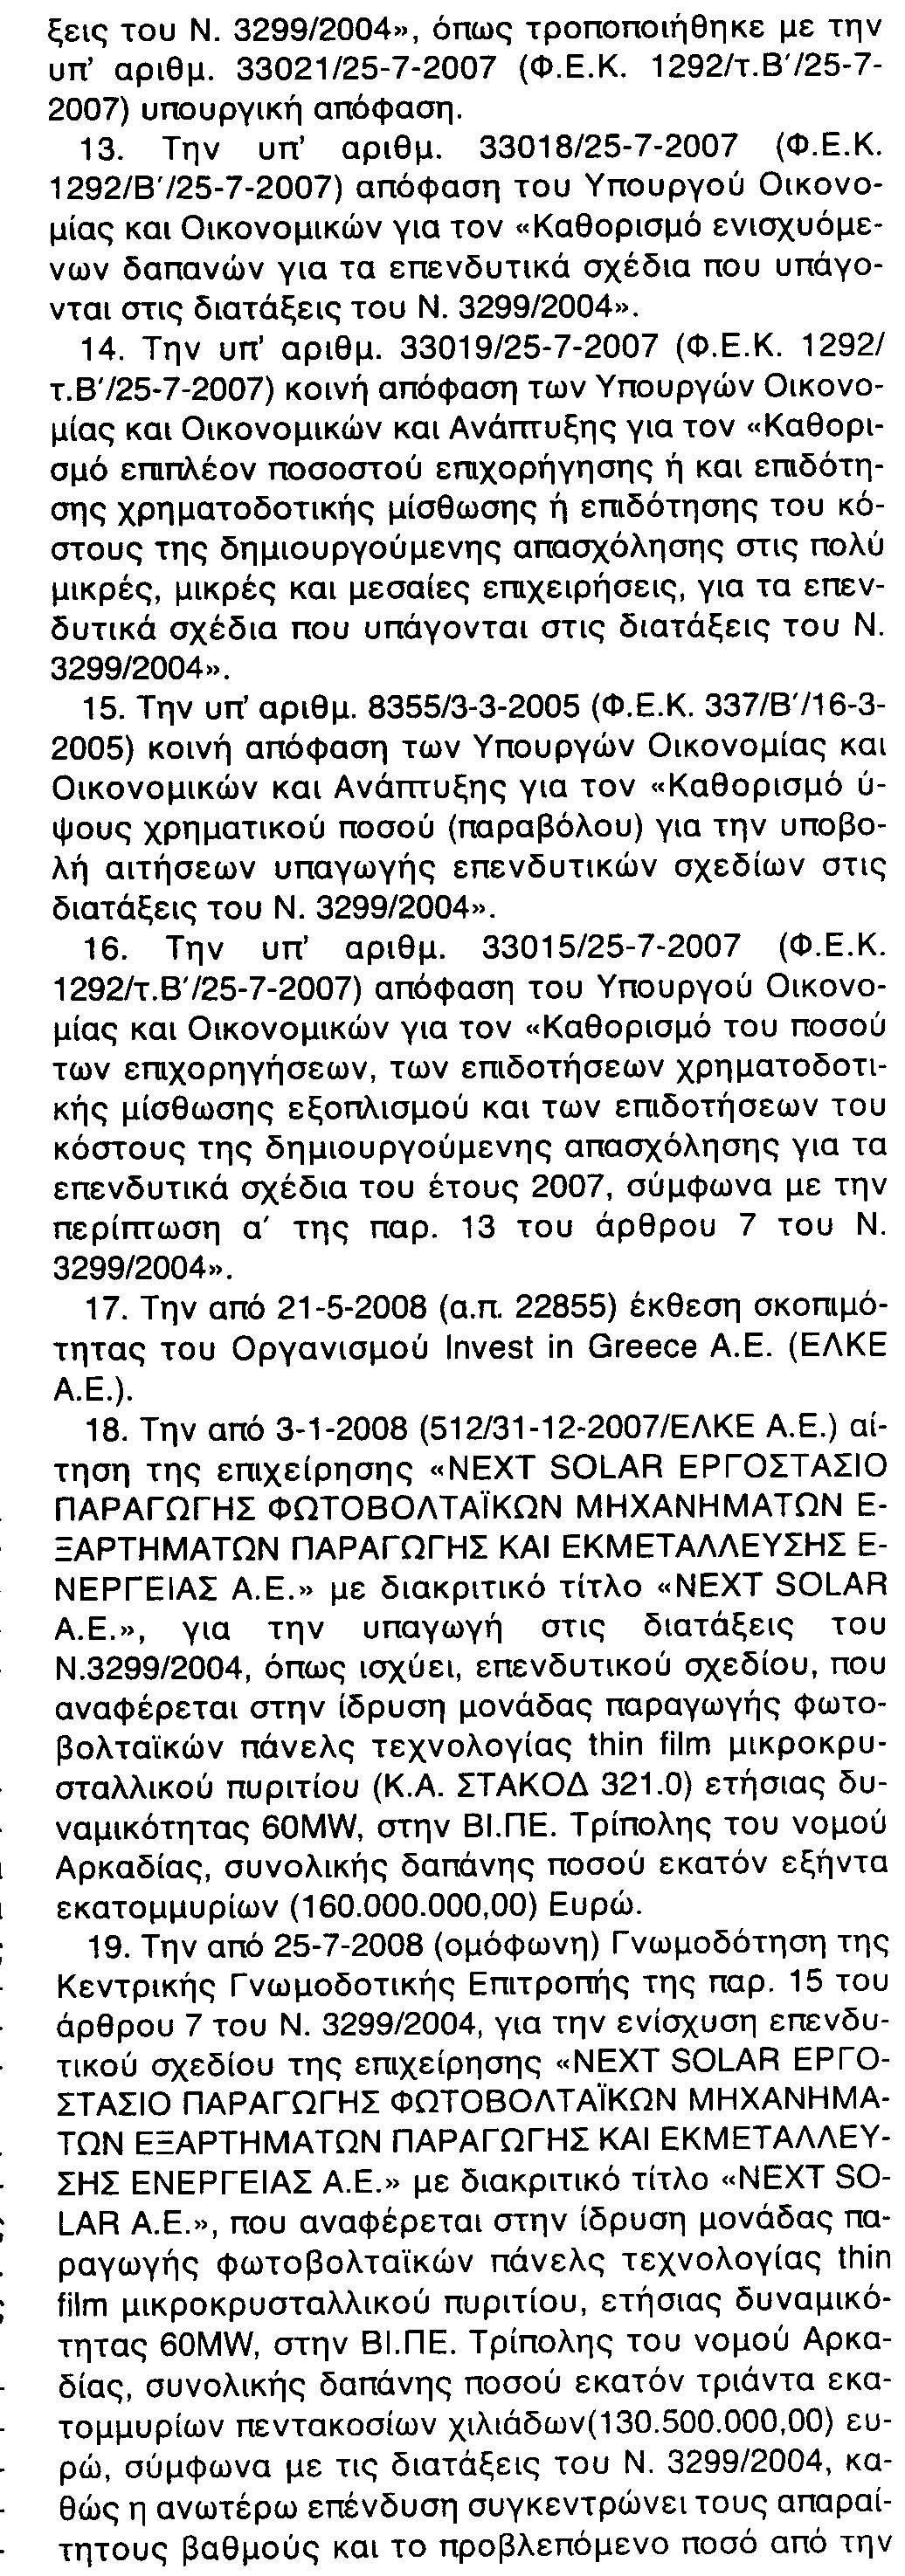 ξεις του Ν. 3299/2004», όπως τροποποιήθηκε με την
υπ’ αριθμ. 33021/25-7-2007 (Φ.Ε.Κ. 1292/τ.Β΄/25-7-
2007) υπουργική απόφαση.
13. Την υπ’ αριθμ. 33018/25-7-2007 (Φ.Ε.Κ.
1292/Β΄/25-7-2007) απόφαση του Υπουργού Οικονο-
μίας και Οικονομικών για τον «Καθορισμό ενισχυόμε-
νων δαπανών για τα επενδυτικά σχέδια που υπάγο-
νται στις διατάξεις του Ν. 3299/2004».
14. Την υπ’ αριθμ. 33019/25-7-2007 (Φ.Ε.Κ. 1292/
τ.Β΄/25-7-2007) κοινή απόφαση των Υπουργών Οικονο-
μίας και Οικονομικών και Ανάπτυξης για τον «Καθορι-
σμό επιπλέον ποσοστού επιχορήγησης ή και επιδότη-
σης χρηματοδοτικής μίσθωσης ή επιδότησης του κό-
στους της δημιουργούμενης απασχόλησης στις πολύ
μικρές, μικρές και μεσαίες επιχειρήσεις, για τα επεν-
δυτικά σχέδια που υπάγονται στις διατάξεις του Ν.
3299/2004».
15. Την υπ’ αριθμ. 8355/3-3-2005 (Φ.Ε.Κ. 337/Β΄/16-3-
2005) κοινή απόφαση των Υπουργών Οικονομίας και
Οικονομικών και Ανάπτυξης για τον «Καθορισμό ύ-
ψους χρηματικού ποσού (παραβόλου) για την υποβο-
λή αιτήσεων υπαγωγής επενδυτικών σχεδίων στις
διατάξεις του Ν. 3299/2004».
16. Την υπ’ αριθμ. 33015/25-7-2007 (Φ.Ε.Κ.
1292/τ.Β΄/25-7-2007) απόφαση του Υπουργού Οικονο-
μίας και Οικονομικών για τον «Καθορισμό του ποσού
των επιχορηγήσεων, των επιδοτήσεων χρηματοδοτι-
κής μίσθωσης εξοπλισμού και των επιδοτήσεων του
κόστους της δημιουργούμενης απασχόλησης για τα
επενδυτικά σχέδια του έτους 2007, σύμφωνα με την
περίπτωση α΄ της παρ. 13 του άρθρου 7 του Ν.
3299/2004».
17. Την από 21-5-2008 (α.π. 22855) έκθεση σκοπιμό-
τητας του Οργανισμού Invest in Greece Α.Ε. (ΕΛΚΕ
Α.Ε.).
18. Την από 3-1-2008 (512/31-12-2007/ΕΛΚΕ Α.Ε.) αί-
τηση της επιχείρησης «NEXT SOLAR ΕΡΓΟΣΤΑΣΙΟ
ΠΑΡΑΓΩΓΗΣ ΦΩΤΟΒΟΛΤΑΪΚΩΝ ΜΗΧΑΝΗΜΑΤΩΝ Ε-
ΞΑΡΤΗΜΑΤΩΝ ΠΑΡΑΓΩΓΗΣ ΚΑΙ ΕΚΜΕΤΑΛΛΕΥΣΗΣ Ε-
ΝΕΡΓΕΙΑΣ Α.Ε.» με διακριτικό τίτλο «NEXT SOLAR
Α.Ε.», για την υπαγωγή στις διατάξεις του
Ν.3299/2004, όπως ισχύει, επενδυτικού σχεδίου, που
αναφέρεται στην ίδρυση μονάδας παραγωγής φωτο-
βολταϊκών πάνελς τεχνολογίας thin film μικροκρυ-
σταλλικού πυριτίου (Κ.Α. ΣΤΑΚΟΔ 321.0) ετήσιας δυ-
ναμικότητας 60MW, στην ΒΙ.ΠΕ. Τρίπολης του νομού
Αρκαδίας, συνολικής δαπάνης ποσού εκατόν εξήντα
εκατομμυρίων (160.000.000,00) Ευρώ.
19. Την από 25-7-2008 (ομόφωνη) Γνωμοδότηση της
Κεντρικής Γνωμοδοτικής Επιτροπής της παρ. 15 του
άρθρου 7 του Ν. 3299/2004, για την ενίσχυση επενδυ-
τικού σχεδίου της επιχείρησης «NEXT SOLAR ΕΡΓΟ-
ΣΤΑΣΙΟ ΠΑΡΑΓΩΓΗΣ ΦΩΤΟΒΟΛΤΑΪΚΩΝ ΜΗΧΑΝΗΜΑ-
ΤΩΝ ΕΞΑΡΤΗΜΑΤΩΝ ΠΑΡΑΓΩΓΗΣ ΚΑΙ ΕΚΜΕΤΑΛΛΕΥ-
ΣΗΣ ΕΝΕΡΓΕΙΑΣ Α.Ε.» με διακριτικό τίτλο «NEXT SO-
LAR Α.Ε.», που αναφέρεται στην ίδρυση μονάδας πα-
ραγωγής φωτοβολταϊκών πάνελς τεχνολογίας thin
film μικροκρυσταλλικού πυριτίου, ετήσιας δυναμικό-
τητας 60MW, στην ΒΙ.ΠΕ. Τρίπολης του νομού Αρκα-
δίας, συνολικής δαπάνης ποσού εκατόν τριάντα εκα-
τομμυρίων πεντακοσίων χιλιάδων(130.500.000,00) ευ-
ρώ, σύμφωνα με τις διατάξεις του Ν. 3299/2004, κα-
θώς η ανωτέρω επένδυση συγκεντρώνει τους απαραί-
τητους βαθμούς και το προβλεπόμενο ποσό από την